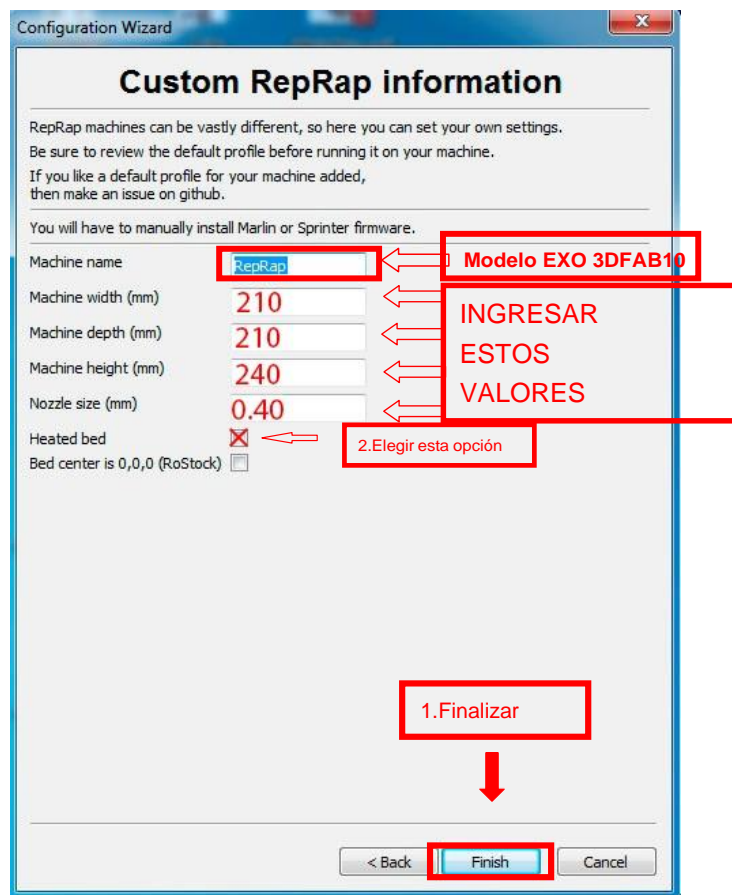 Configuration Wizard
x
Custom RepRap information
RepRap machines can be vastly different, so here you can set your own settings.
Be sure to review the default profile before running it on your machine.
If you like a default profile for your machine added,
then make an issue on github.
You will have to manually install Marlin or Sprinter firmware.
Machine name
RepRap
Modelo EXO 3DFAB10
Machine width (mm)
210
Machine depth (mm)
210
Machine height (mm)
240
Nozzle size (mm)
0.40
INGRESAR
ESTOS
VALORES
Heated bed
2.Elegir esta opción
Bed center is 0,0,0 (RoStock)
1.Finalizar
< Back
Finish
Cancel